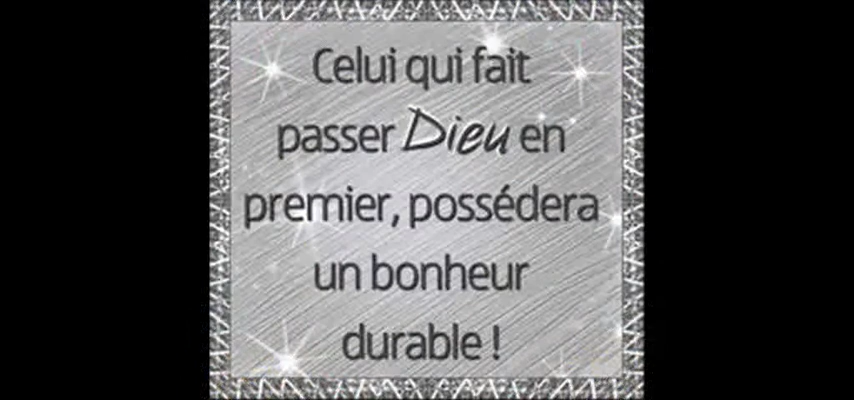 Celui qui fait
passer Dieu en
premier, possédera
un bonheur
durable !